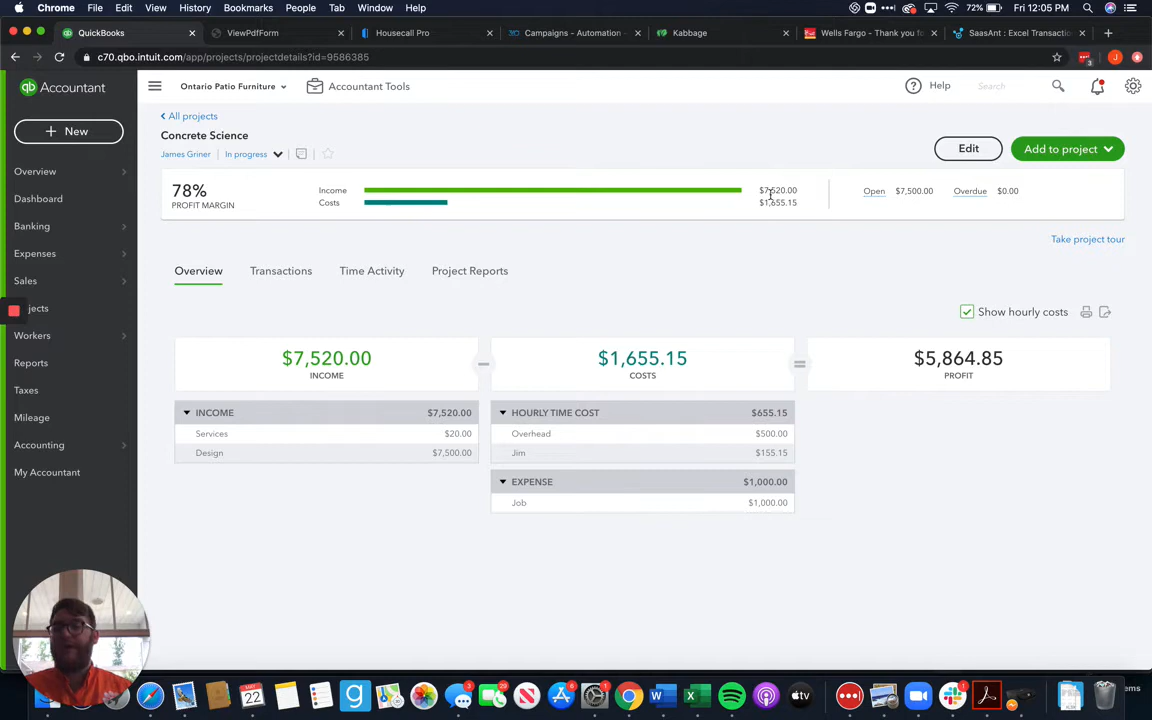 Chrome File Edit View History Bookmarks People Tab Window Help 72% Fri 12:05 PM
QuickBooks ViewPdfForm Housecall Pro Campaigns - Automation - Kabbage Wells Fargo - Thank you fo SaasAnt : Excel Transactio
c70.qbo.intuit.com/app/projects/projectdetails?id=9586385
qb Accountant
Ontario Patio Furniture Accountant Tools Help Search
+ New
Overview
Dashboard
Banking
Expenses
Sales
jects
Workers
Reports
Taxes
Mileage
Accounting
My Accountant
All projects
Concrete Science
James Griner In progress
Edit Add to project
78%
PROFIT MARGIN
Income $7,520.00
Costs $1,655.15
Open $7,500.00 Overdue $0.00
Take project tour
Overview Transactions Time Activity Project Reports
Show hourly costs
$7,520.00
INCOME
$1,655.15
COSTS
$5,864.85
PROFIT
INCOME $7,520.00
Services $20.00
Design $7,500.00
HOURLY TIME COST $655.15
Overhead $500.00
Jim $155.15
EXPENSE $1,000.00
Job $1,000.00
22
ems